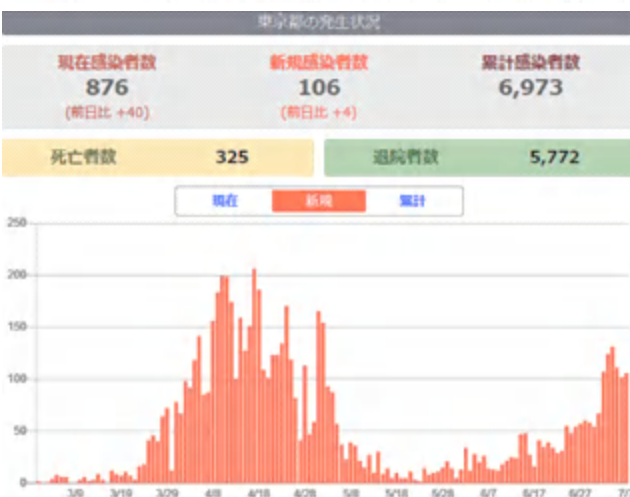 東京都の発生状況
現在感染者数 新規感染者数 累計感染者数
876 106 6,973
(前日比 +40) (前日比 +4)
死亡者数 325 退院者数 5,772
現在 新規 累計
250
200
150
100
50
0
3/9 3/19 3/29 4/8 4/18 4/28 5/8 5/18 5/28 6/7 6/17 6/27 7/